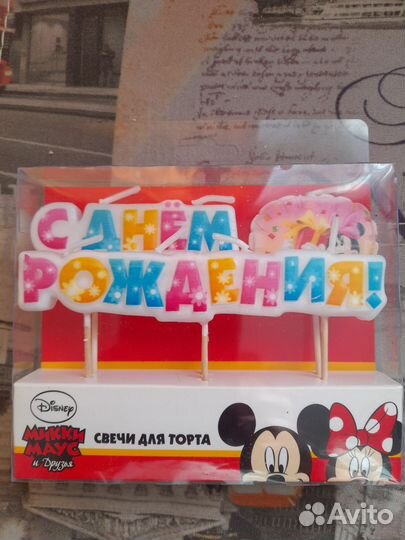 С ДНЁМ
РОЖДЕНИЯ!
Disney
МИККИ
МАУС
и Друзья
СВЕЧИ ДЛЯ ТОРТА
Avito